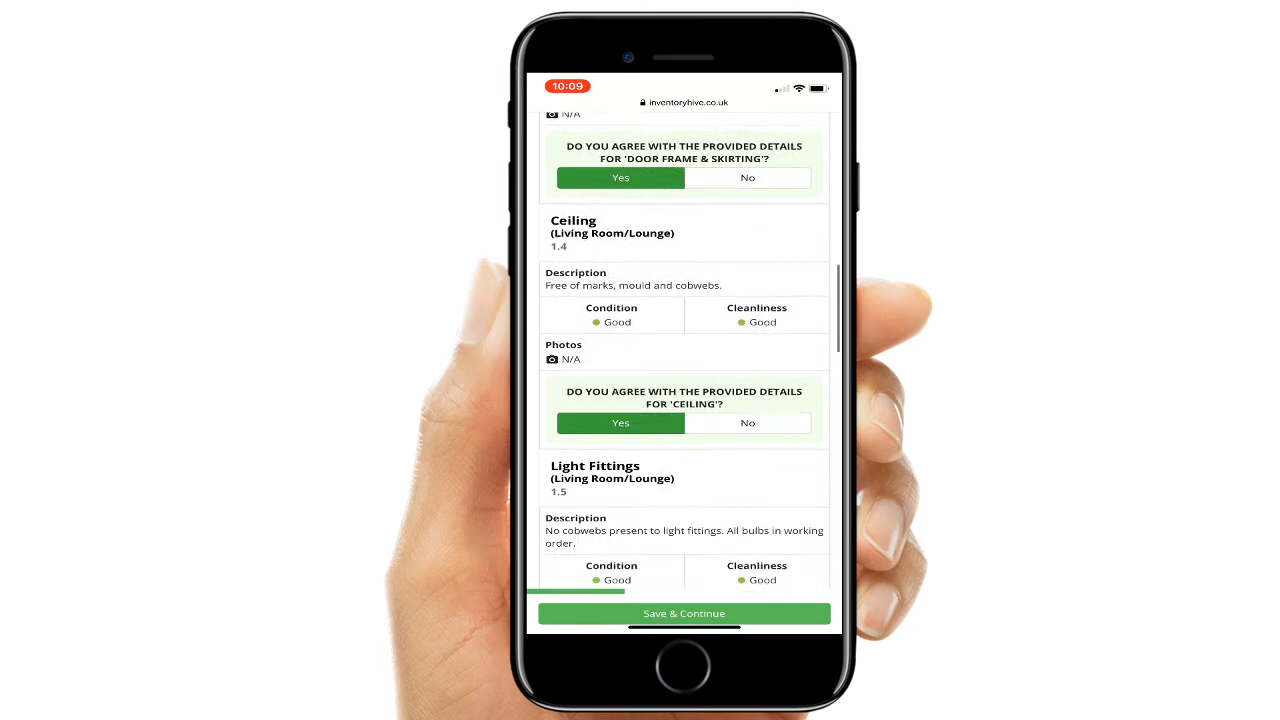 10:09
inventoryhive.co.uk
N/A
DO YOU AGREE WITH THE PROVIDED DETAILS
FOR 'DOOR FRAME & SKIRTING'?
Yes No
Ceiling
(Living Room/Lounge)
1.4
Description
Free of marks, mould and cobwebs.
Condition Cleanliness
Good Good
Photos
N/A
DO YOU AGREE WITH THE PROVIDED DETAILS
FOR 'CEILING'?
Yes No
Light Fittings
(Living Room/Lounge)
1.5
Description
No cobwebs present to light fittings. All bulbs in working
order.
Condition Cleanliness
Good Good
Save & Continue